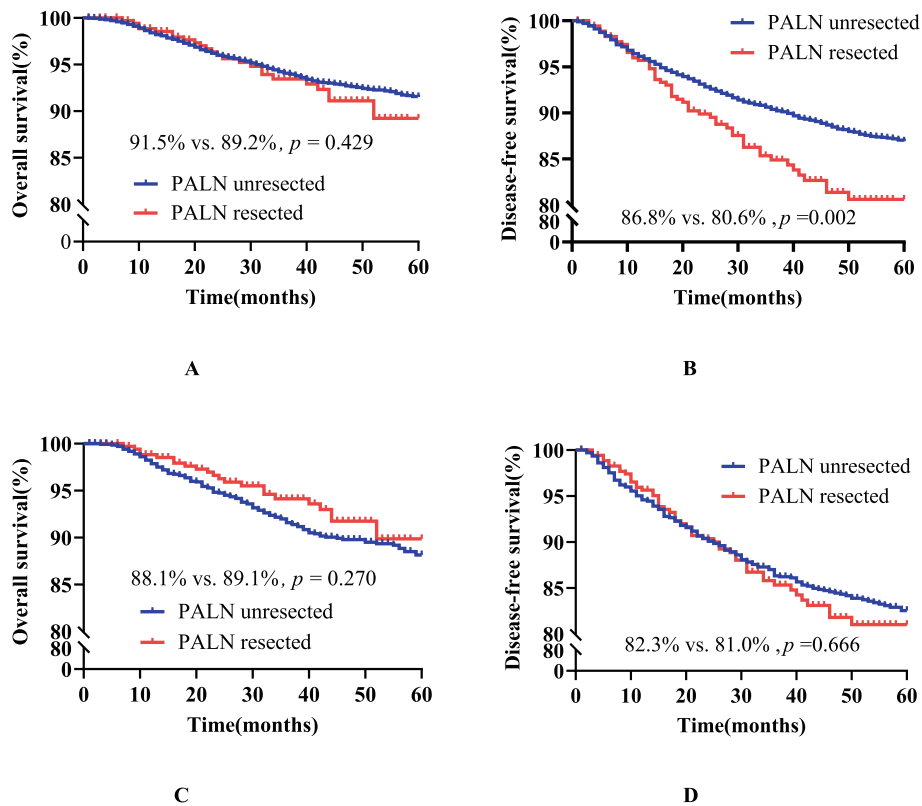 Overall survival(%)
100
95
90
85
80
0
91.5% vs. 89.2%, p = 0.429
PALN unresected
PALN resected
0 10 20 30 40 50 60
Time(months)
A
Disease-free survival(%)
100
95
90
85
80
80
0
PALN unresected
PALN resected
86.8% vs. 80.6% ,p =0.002
0 10 20 30 40 50 60
Time(months)
B
Overall survival(%)
100
95
90
85
80
80
0
88.1% vs. 89.1%, p = 0.270
PALN unresected
PALN resected
0 10 20 30 40 50 60
Time(months)
C
Disease-free survival(%)
100
95
90
85
80
80
0
PALN unresected
PALN resected
82.3% vs. 81.0% ,p =0.666
0 10 20 30 40 50 60
Time(months)
D